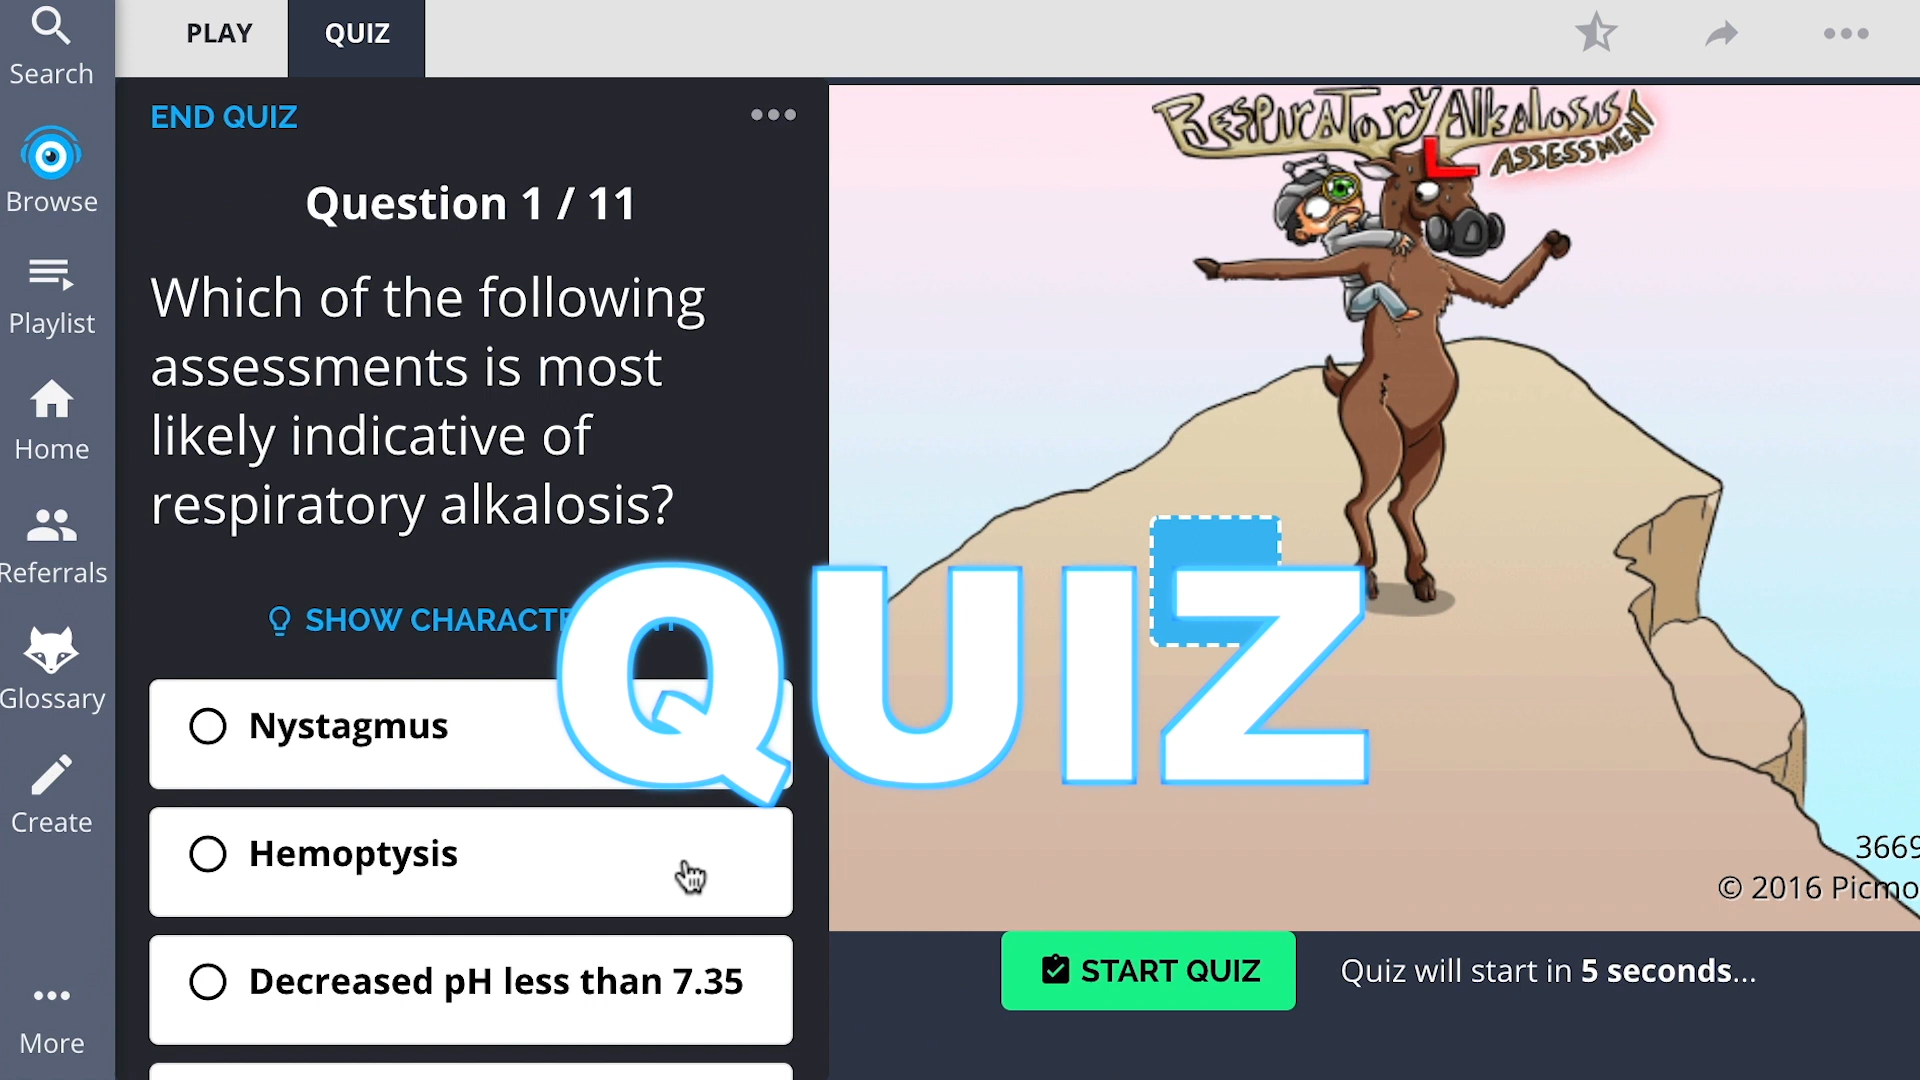 Search
Browse
Playlist
Home
Referrals
Glossary
Create
More
PLAY
QUIZ
END QUIZ
Question 1 / 11
Which of the following
assessments is most
likely indicative of
respiratory alkalosis?
SHOW
Nystagmus
Hemoptysis
Decreased pH less than 7.35
QUIZ
RESPIRATORY ALKALOSIS
ASSESSMENT
L
3669
© 2016 Picmo
START QUIZ
Quiz will start in 5 seconds...